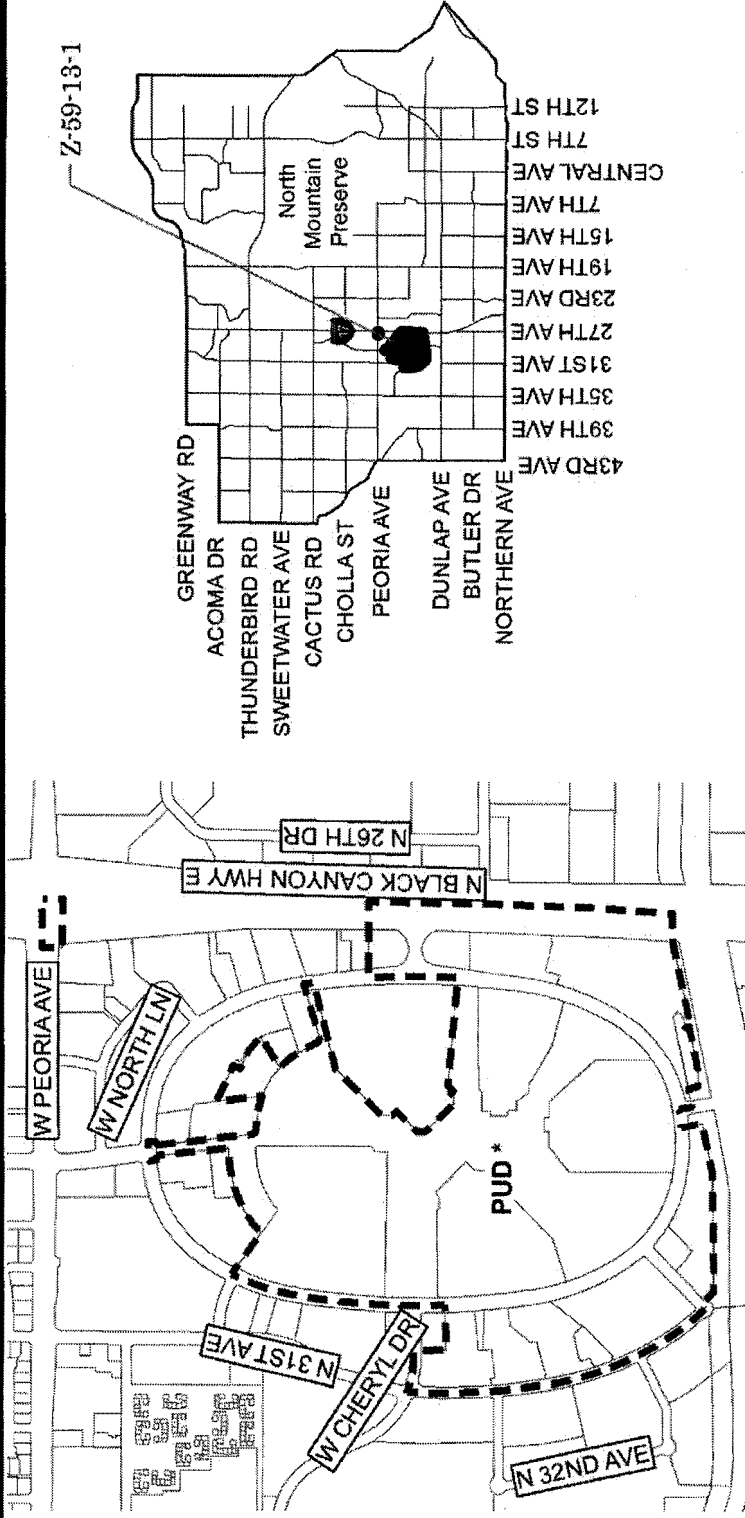 W PEORIA AVE
W NORTH LN
N 26TH DR
N BLACK CANYON HWY E
N 31ST AVE
W CHERYL DR
PUD *
N 32ND AVE
Z-59-13-1
GREENWAY RD
ACOMA DR
THUNDERBIRD RD
SWEETWATER AVE
CACTUS RD
CHOLLA ST
PEORIA AVE
DUNLAP AVE
BUTLER DR
NORTHERN AVE
North
Mountain
Preserve
17
43RD AVE
39TH AVE
35TH AVE
31ST AVE
27TH AVE
23RD AVE
19TH AVE
15TH AVE
7TH AVE
CENTRAL AVE
7TH ST
12TH ST